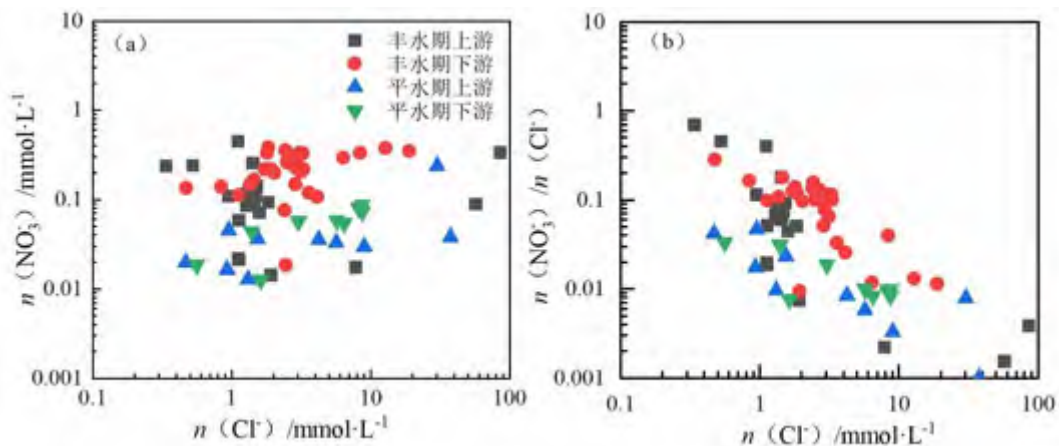 (a)
丰水期上游
丰水期下游
平水期上游
平水期下游
10
1
0.1
0.01
0.001
n（NO₃⁻）/mmol·L⁻¹
0.1
1
10
100
n（Cl⁻）/mmol·L⁻¹
（b）
10
1
0.1
0.01
0.001
n（NO₃⁻）/n（Cl⁻）
0.1
1
10
100
n（Cl⁻）/mmol·L⁻¹